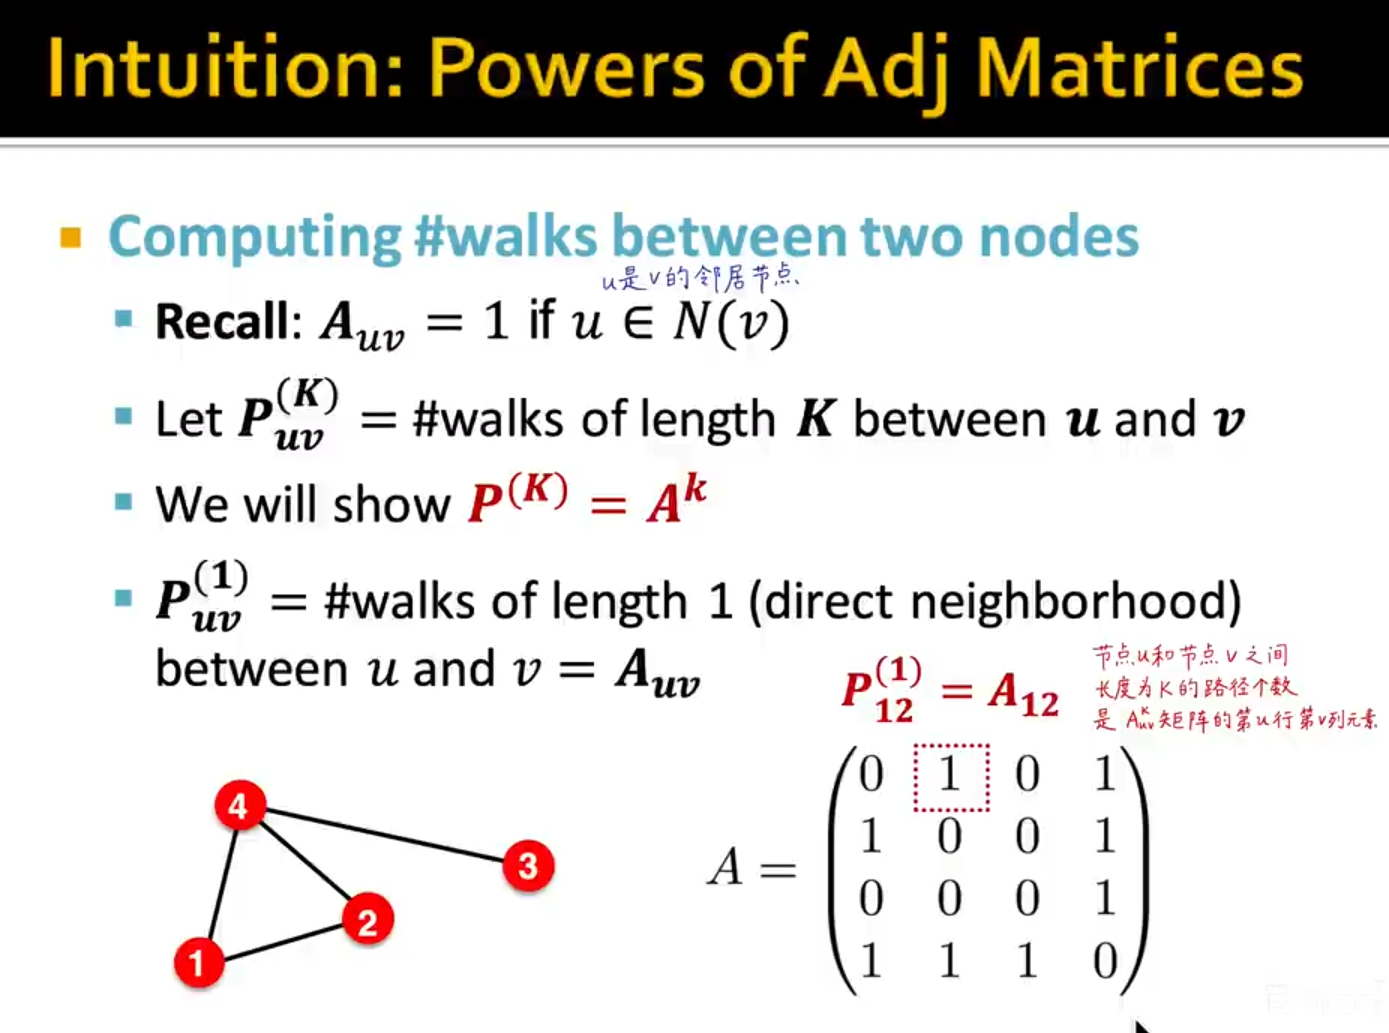 Intuition: Powers of Adj Matrices
Computing #walks between two nodes
u是v的邻居节点
Recall: A_{uv} = 1 if u ∈ N(v)
Let P_{uv}^{(K)} = #walks of length K between u and v
We will show P^{(K)} = A^k
P_{uv}^{(1)} = #walks of length 1 (direct neighborhood)
between u and v = A_{uv}
P_{12}^{(1)} = A_{12}
节点u和节点v之间
长度为K的路径个数
是 A_{uv}^K 矩阵的第u行第v列元素
4
3
2
1
A =
0 1 0 1
1 0 0 1
0 0 0 1
1 1 1 0